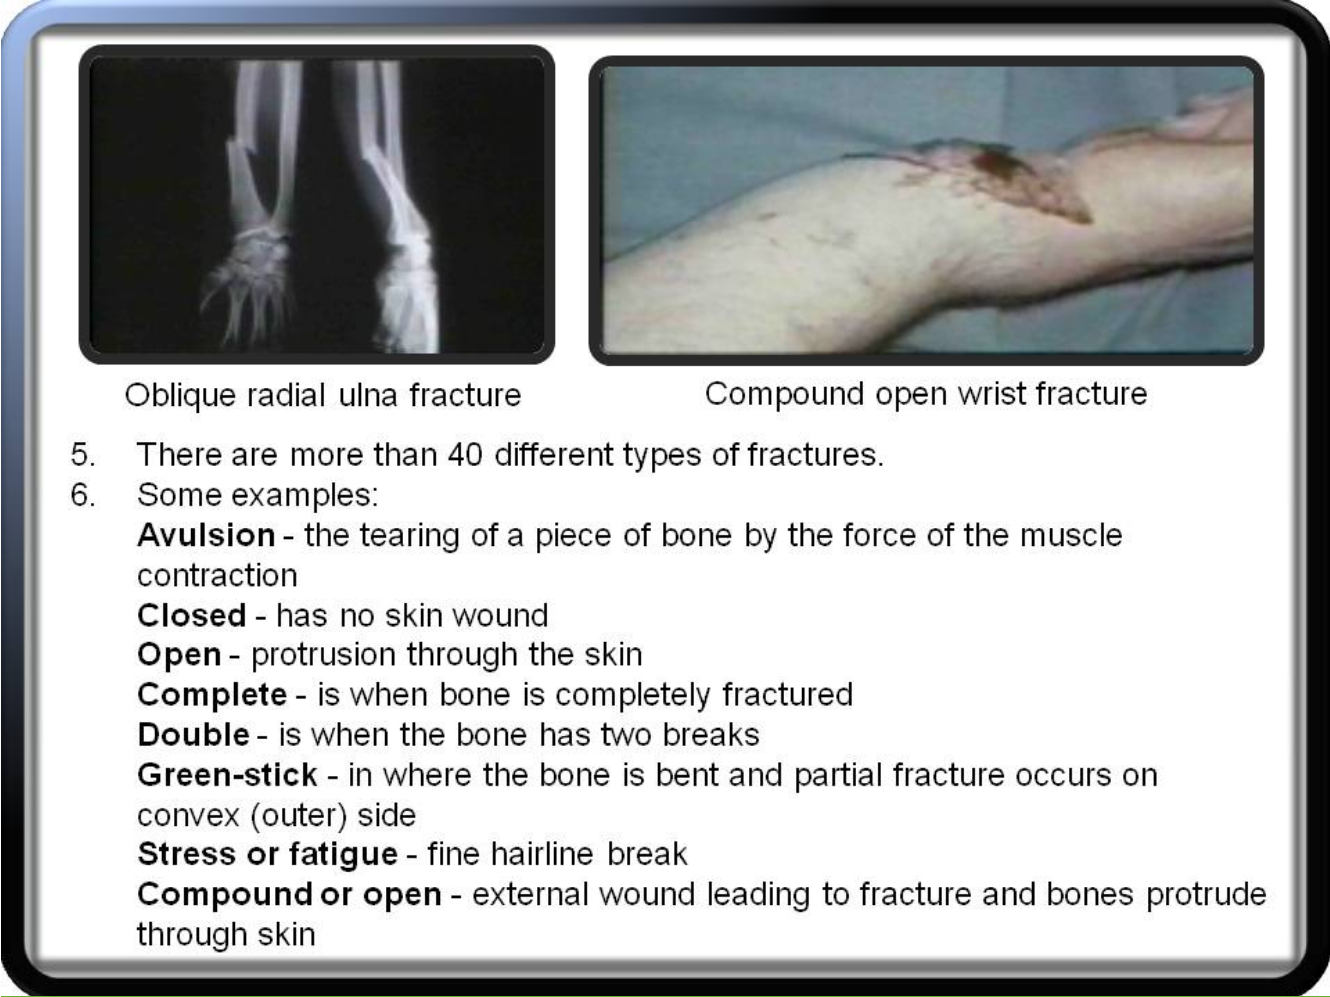 Oblique radial ulna fracture
Compound open wrist fracture
5. There are more than 40 different types of fractures.
6. Some examples:
Avulsion - the tearing of a piece of bone by the force of the muscle
contraction
Closed - has no skin wound
Open - protrusion through the skin
Complete - is when bone is completely fractured
Double - is when the bone has two breaks
Green-stick - in where the bone is bent and partial fracture occurs on
convex (outer) side
Stress or fatigue - fine hairline break
Compound or open - external wound leading to fracture and bones protrude
through skin